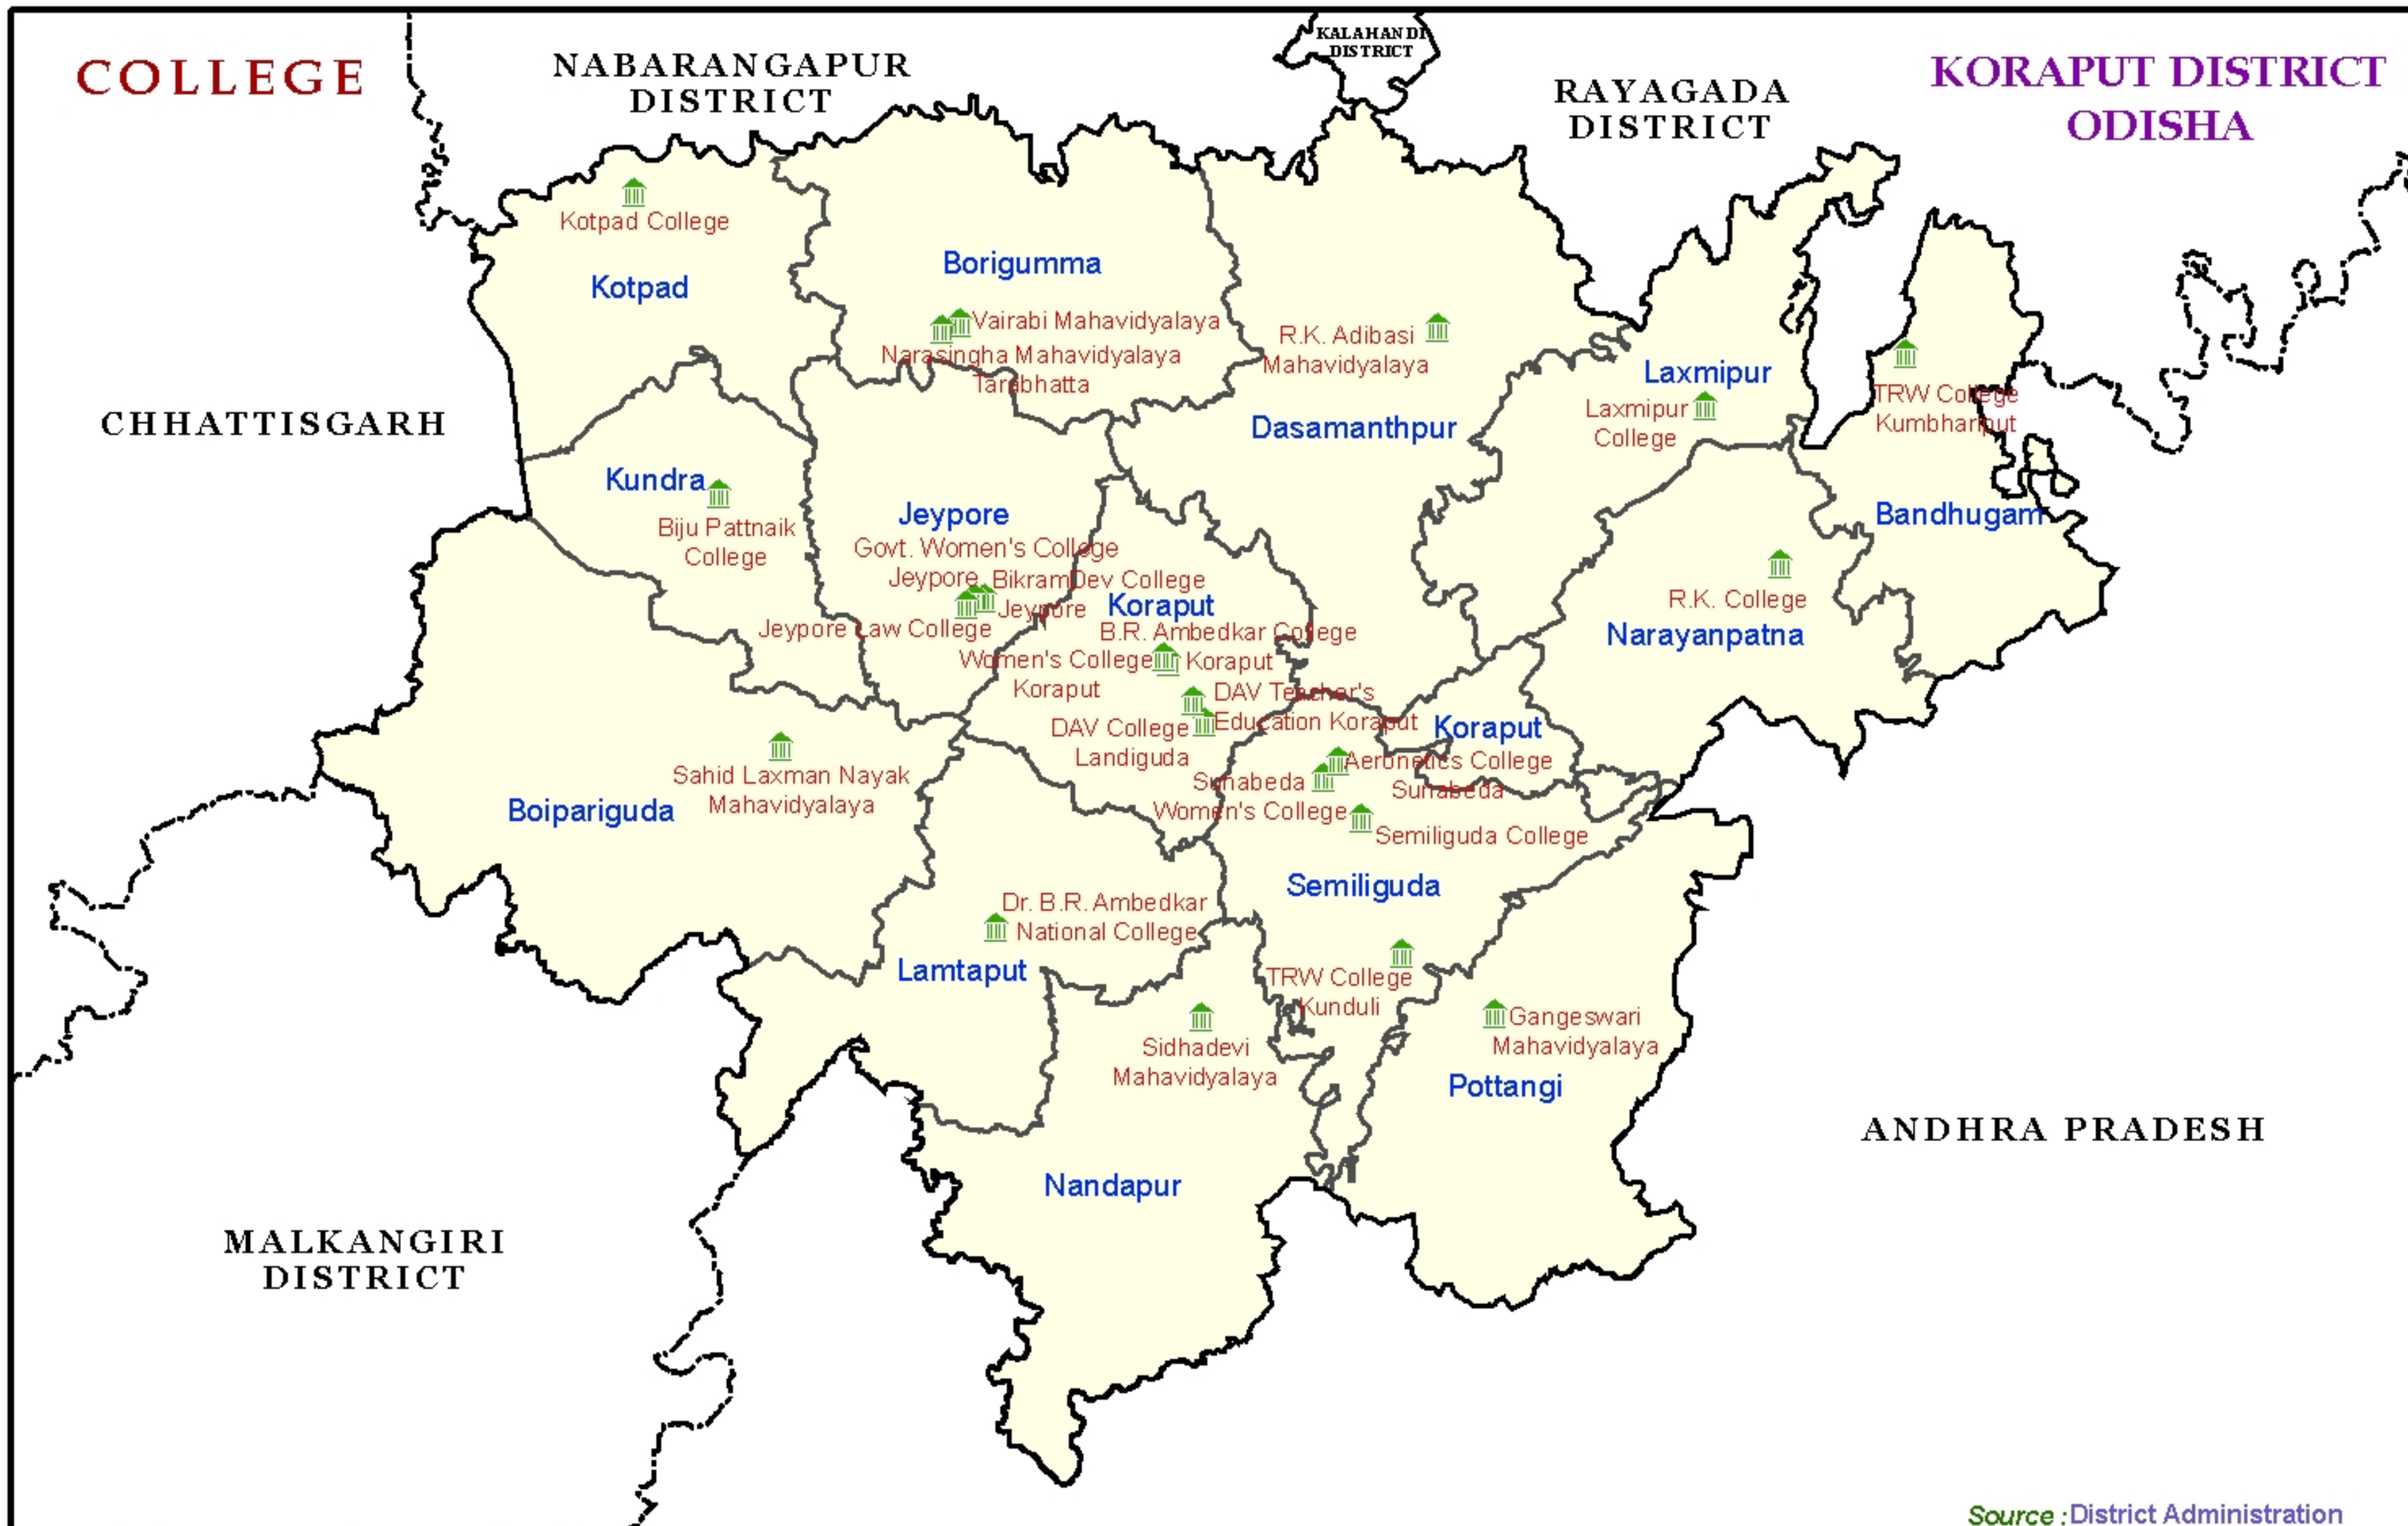 COLLEGE
NABARANGAPUR
DISTRICT
KALAHANDI
DISTRICT
RAYAGADA
DISTRICT
KORAPUT DISTRICT
ODISHA
Kotpad College
Kotpad
Borigumma
Vairabi Mahavidyalaya
Narasingha Mahavidyalaya
Tarabhatta
R.K. Adibasi
Mahavidyalaya
Dasamanthpur
Laxmipur
Laxmipur
College
TRW College
Kumbhariput
CHHATTISGARH
Kundra
Biju Pattnaik
College
Jeypore
Govt. Women's College
Jeypore
BikramDev College
Jeypore
Jeypore Law College
Koraput
B.R. Ambedkar College
Koraput
Women's College
Koraput
DAV Teacher's
Education Koraput
DAV College
Landiguda
Bandhugam
R.K. College
Narayanpatna
Koraput
Aeronetics College
Sunabeda
Sunabeda
Women's College
Semiliguda College
Semiliguda
Sahid Laxman Nayak
Mahavidyalaya
Boipariguda
Dr. B.R. Ambedkar
National College
Lamtaput
TRW College
Kunduli
Sidhadevi
Mahavidyalaya
Gangeswari
Mahavidyalaya
Pottangi
Nandapur
ANDHRA PRADESH
MALKANGIRI
DISTRICT
Source : District Administration